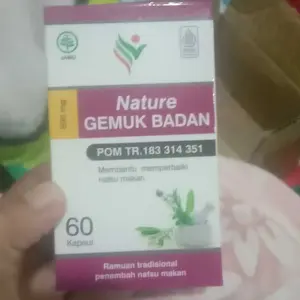 JAMU
Nature
GEMUK BADAN
POM TR.183 314 351
Membantu memperbaiki
nafsu makan.
60
Kapsul
Ramuan tradisional
penambah nafsu makan